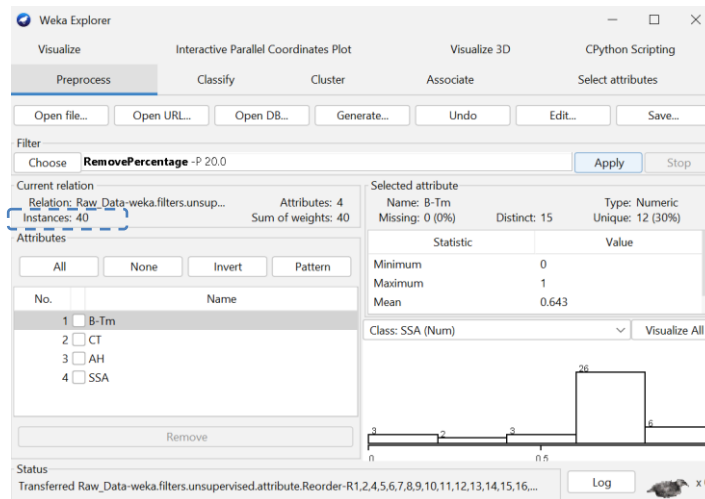 Weka Explorer
Visualize Interactive Parallel Coordinates Plot Visualize 3D CPython Scripting
Preprocess Classify Cluster Associate Select attributes
Open file... Open URL... Open DB... Generate... Undo Edit... Save...
Filter
Choose RemovePercentage -P 20.0 Apply Stop
Current relation
Relation: Raw_Data-weka.filters.unsup... Attributes: 4
Instances: 40 Sum of weights: 40
Selected attribute
Name: B-Tm Type: Numeric
Missing: 0 (0%) Distinct: 15 Unique: 12 (30%)
Statistic Value
Minimum 0
Maximum 1
Mean 0.643
Attributes
All None Invert Pattern
No. Name
1 B-Tm
2 CT
3 AH
4 SSA
Remove
Class: SSA (Num) Visualize All
3 2 3 26 6
0 0.5
Status
Transferred Raw_Data-weka.filters.unsupervised.attribute.Reorder-R1,2,4,5,6,7,8,9,10,11,12,13,14,15,16,...
Log x